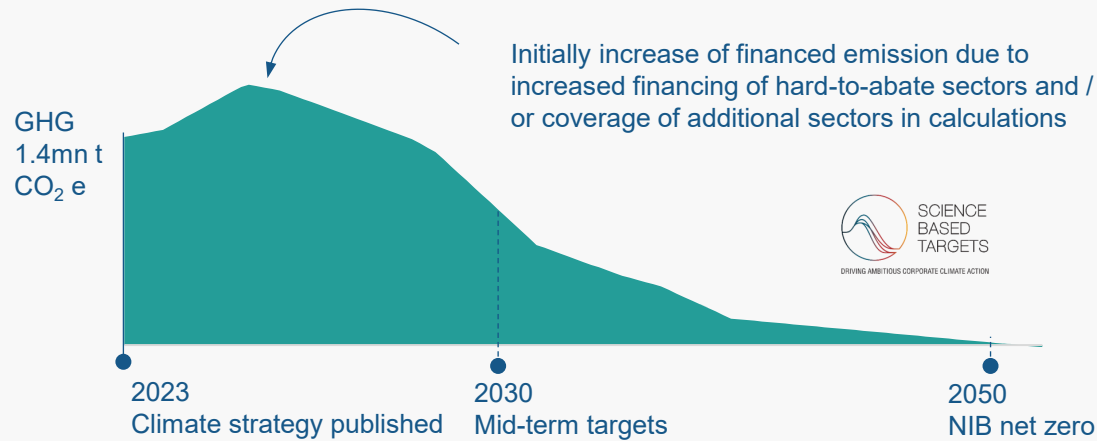 Initially increase of financed emission due to
increased financing of hard-to-abate sectors and /
or coverage of additional sectors in calculations
GHG
1.4mn t
CO₂ e
SCIENCE
BASED
TARGETS
DRIVING AMBITIOUS CORPORATE CLIMATE ACTION
2023
Climate strategy published
2030
Mid-term targets
2050
NIB net zero